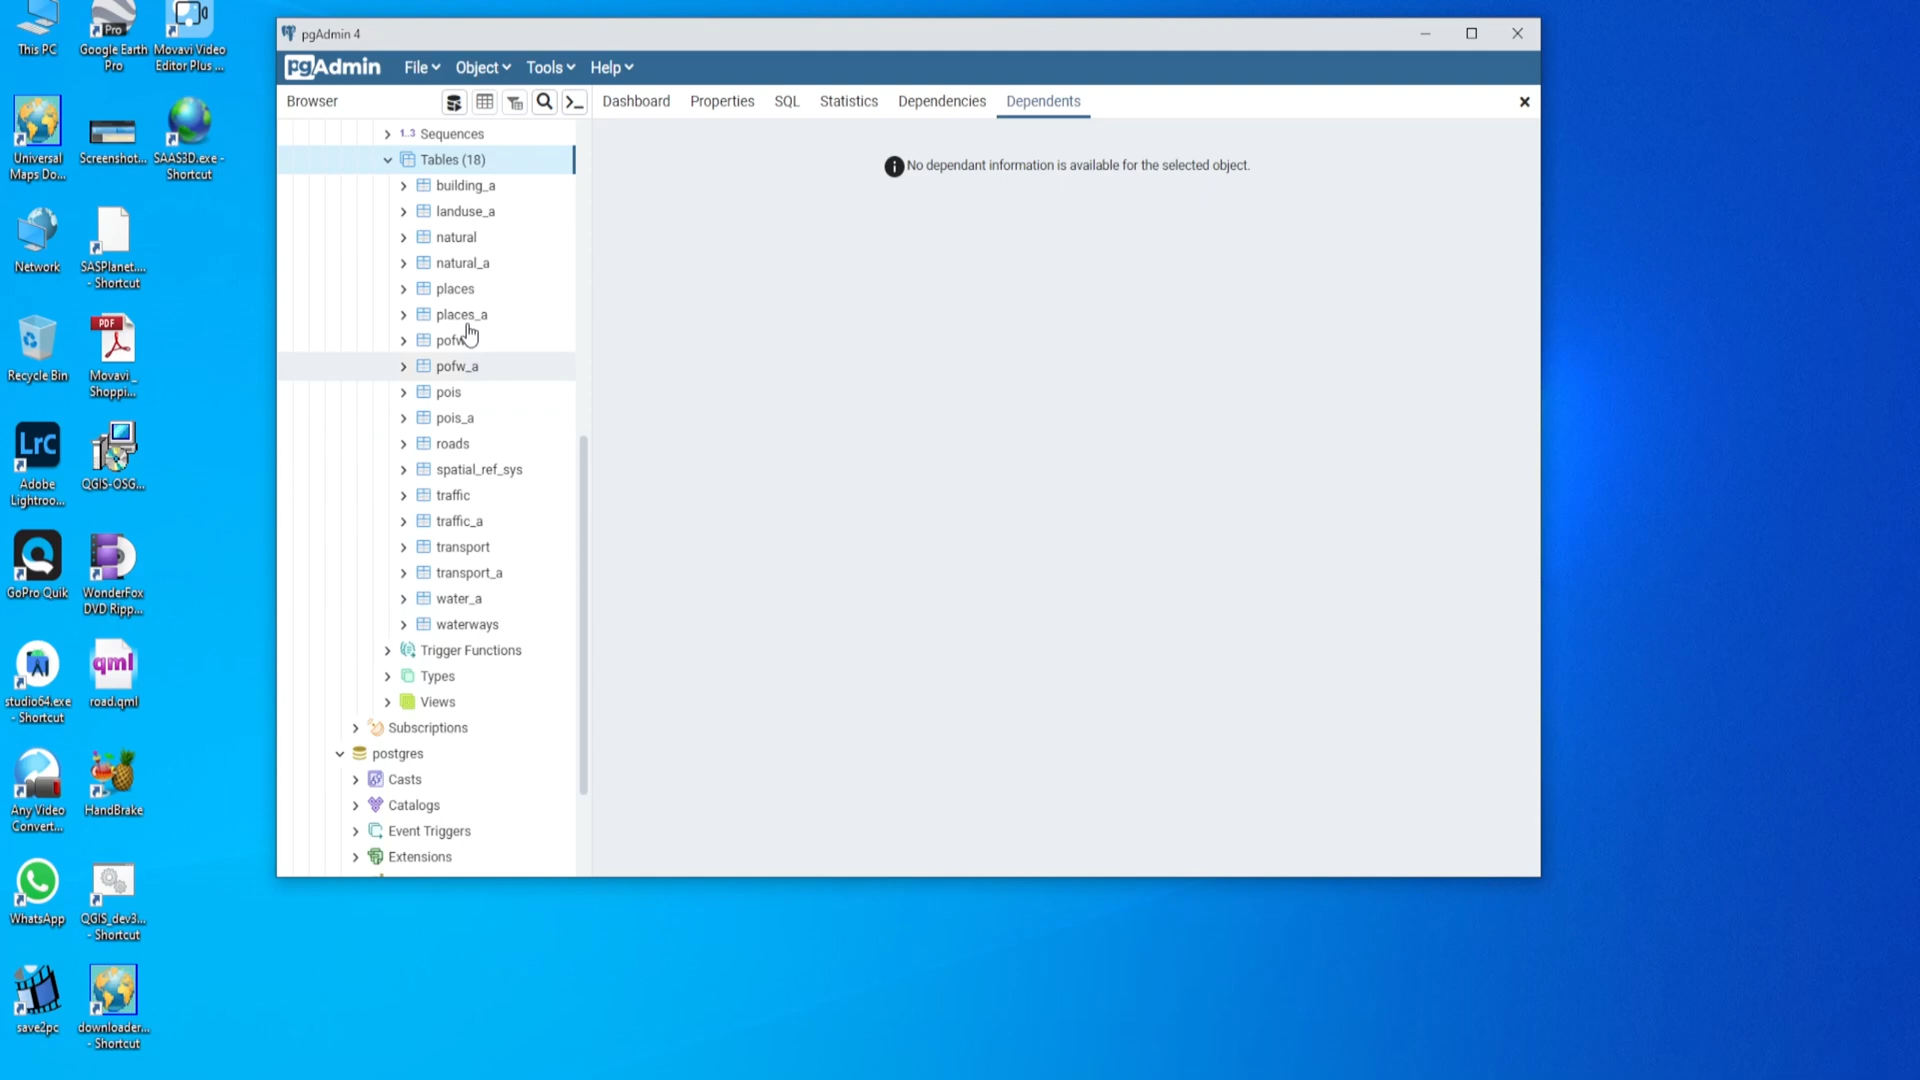 This PC
Google Earth
Pro
Movavi Video
Editor Plus ...
Universal
Maps Do...
Screenshot...
SAAS3D.exe -
Shortcut
Network
SASPlanet....
- Shortcut
Recycle Bin
PDF
Movavi_
Shoppi...
LrC
Adobe
Lightroo...
QGIS-OSG...
GoPro Quik
WonderFox
DVD Ripp...
studio64.exe
- Shortcut
qml
road.qml
Any Video
Convert...
HandBrake
WhatsApp
QGIS_dev3...
- Shortcut
save2pc
downloader...
- Shortcut
pgAdmin 4
pgAdmin
File
Object
Tools
Help
Browser
Dashboard
Properties
SQL
Statistics
Dependencies
Dependents
1..3 Sequences
Tables (18)
building_a
landuse_a
natural
natural_a
places
places_a
pofw_a
pois
pois_a
roads
spatial_ref_sys
traffic
traffic_a
transport
transport_a
water_a
waterways
Trigger Functions
Types
Views
Subscriptions
postgres
Casts
Catalogs
Event Triggers
Extensions
No dependant information is available for the selected object.